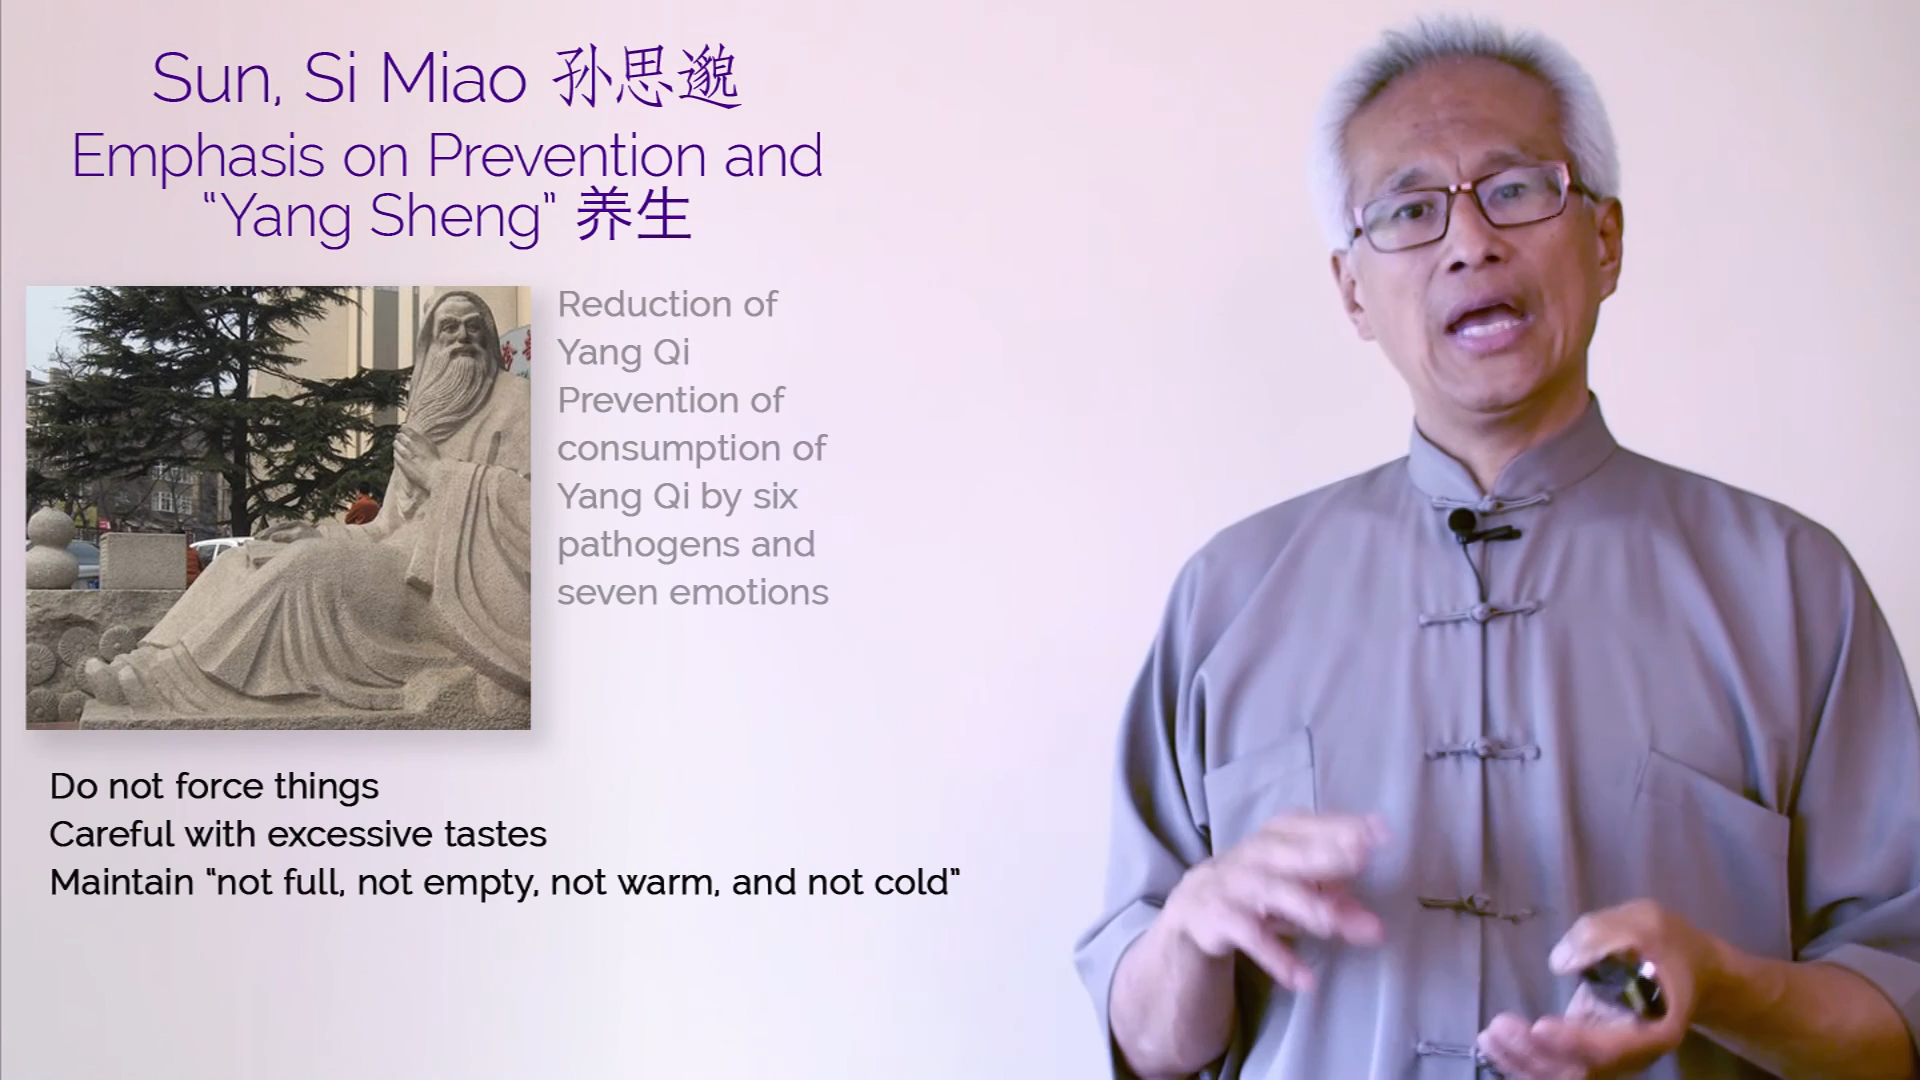 Sun, Si Miao 孙思邈
Emphasis on Prevention and
“Yang Sheng” 养生
Reduction of
Yang Qi
Prevention of
consumption of
Yang Qi by six
pathogens and
seven emotions
Do not force things
Careful with excessive tastes
Maintain “not full, not empty, not warm, and not cold”